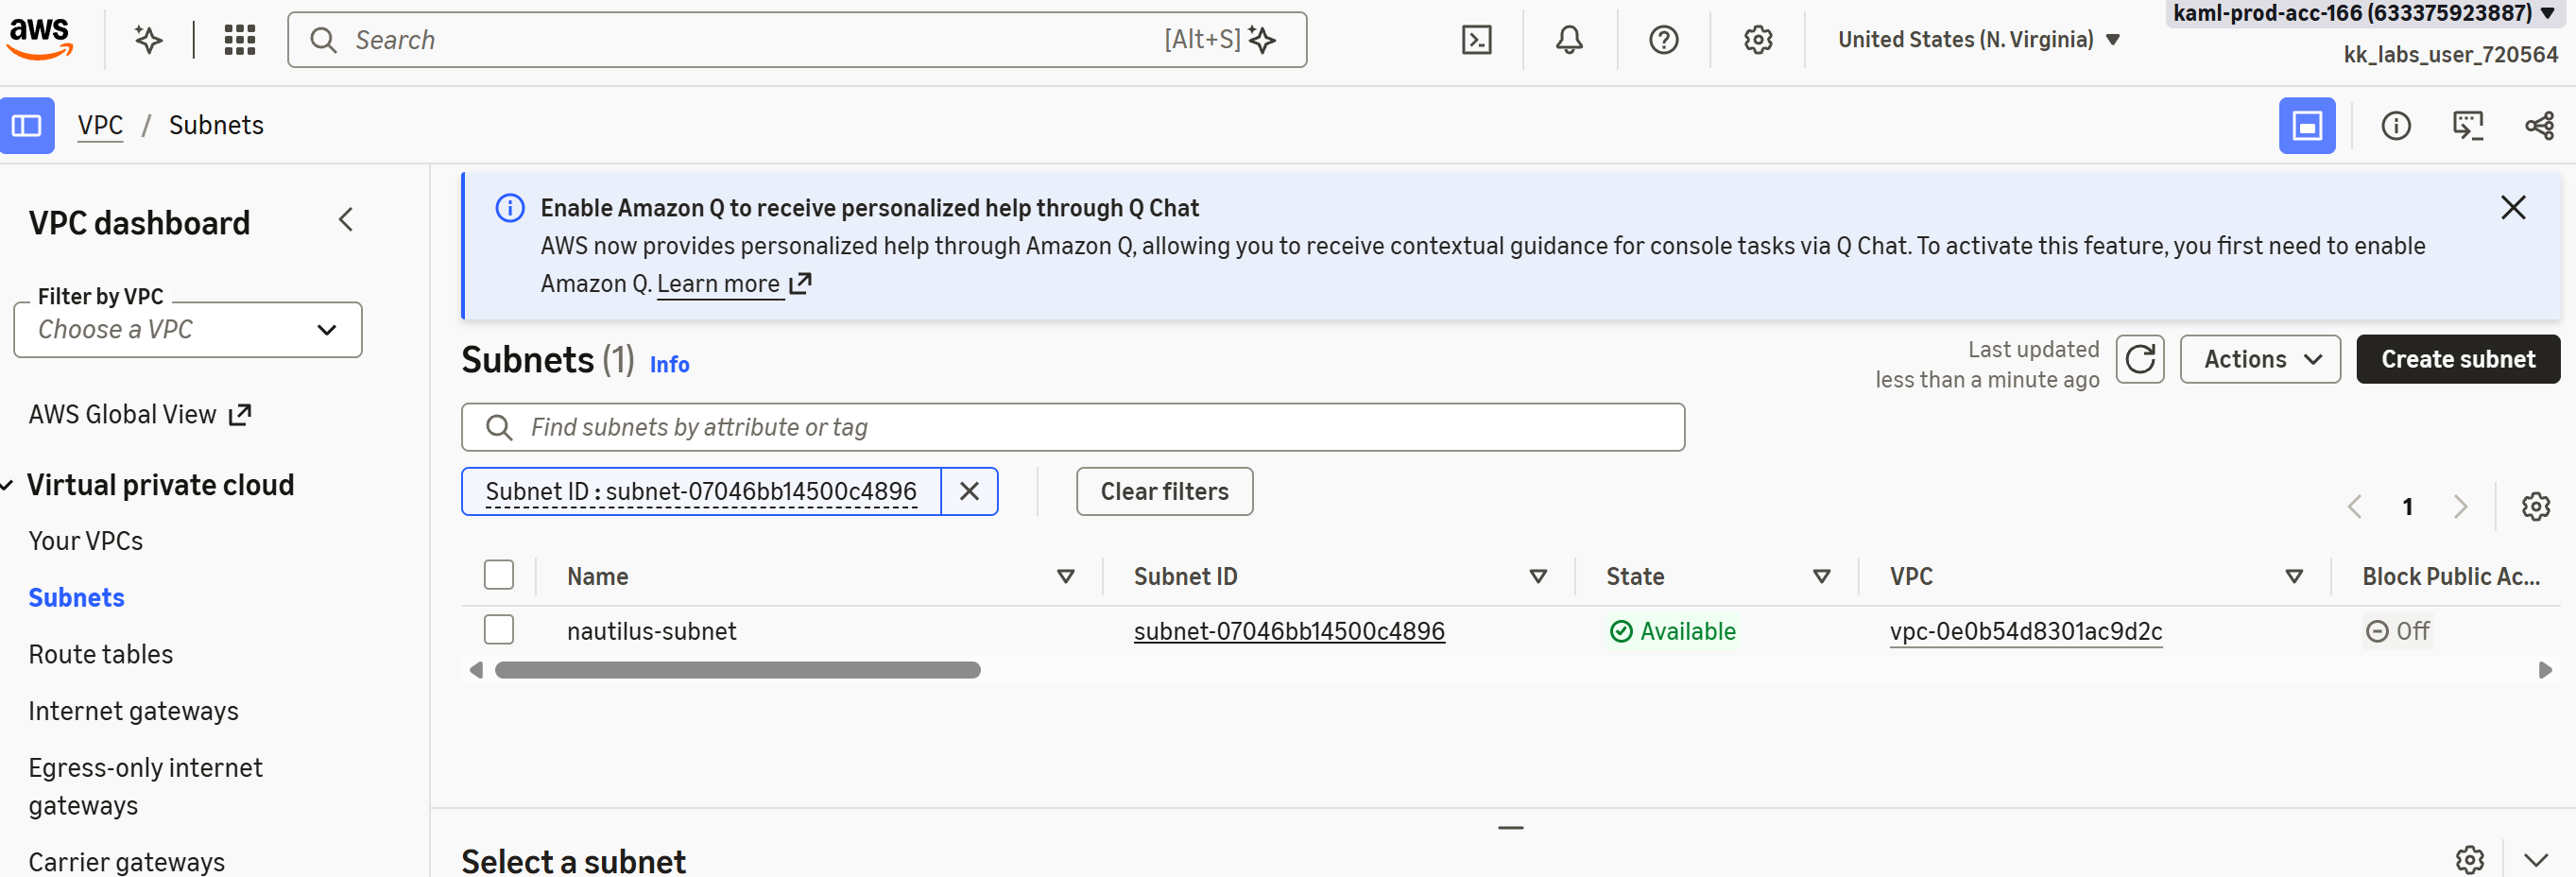 aws
Search
[Alt+S]
United States (N. Virginia)
kaml-prod-acc-166 (633375923887)
kk_labs_user_720564
VPC / Subnets
VPC dashboard
Filter by VPC
Choose a VPC
AWS Global View
Virtual private cloud
Your VPCs
Subnets
Route tables
Internet gateways
Egress-only internet
gateways
Carrier gateways
Enable Amazon Q to receive personalized help through Q Chat
AWS now provides personalized help through Amazon Q, allowing you to receive contextual guidance for console tasks via Q Chat. To activate this feature, you first need to enable
Amazon Q. Learn more
Subnets (1) Info
Last updated
less than a minute ago
Actions
Create subnet
Find subnets by attribute or tag
Subnet ID : subnet-07046bb14500c4896
Clear filters
1
Name Subnet ID State VPC Block Public Ac...
nautilus-subnet subnet-07046bb14500c4896 Available vpc-0e0b54d8301ac9d2c Off
Select a subnet